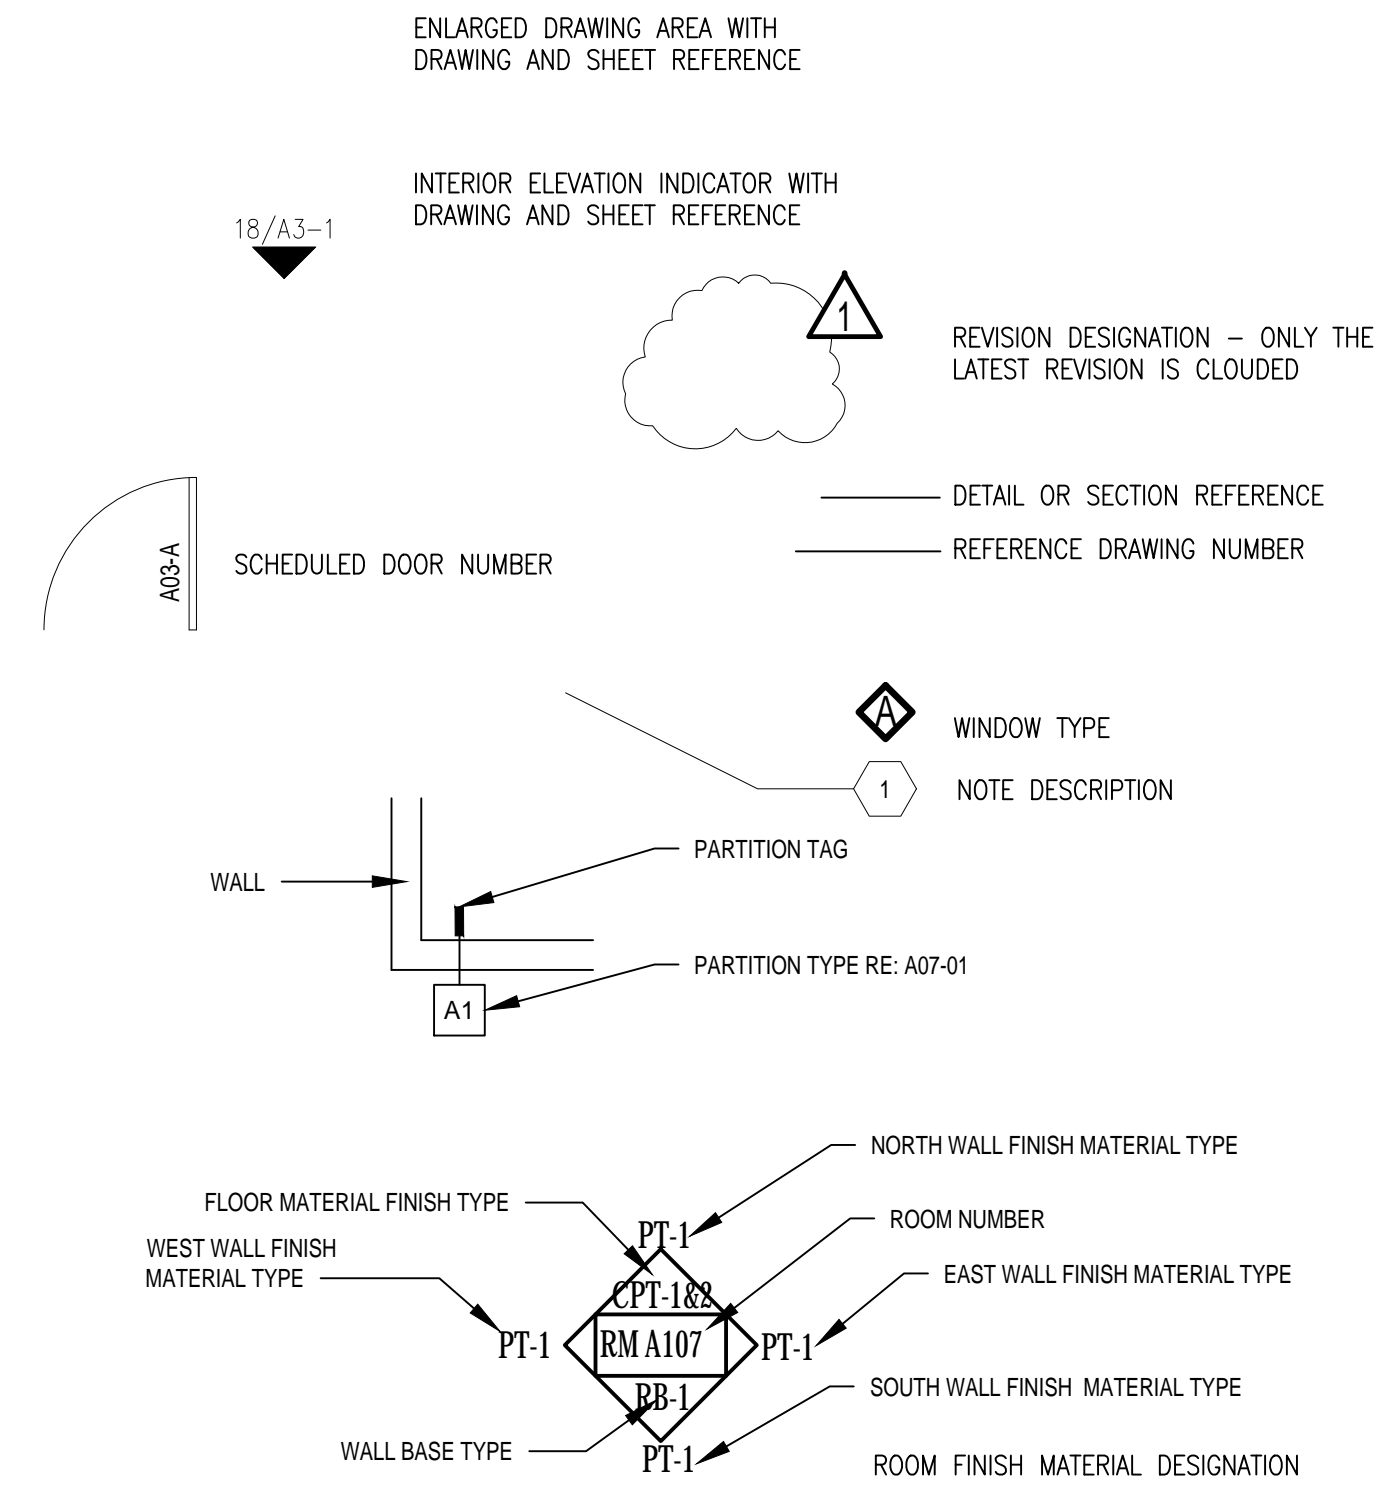 ENLARGED DRAWING AREA WITH
DRAWING AND SHEET REFERENCE
INTERIOR ELEVATION INDICATOR WITH
DRAWING AND SHEET REFERENCE
18/A3-1
1
REVISION DESIGNATION – ONLY THE
LATEST REVISION IS CLOUDED
DETAIL OR SECTION REFERENCE
REFERENCE DRAWING NUMBER
A03-A
SCHEDULED DOOR NUMBER
A
WINDOW TYPE
1
NOTE DESCRIPTION
PARTITION TAG
WALL
PARTITION TYPE RE: A07-01
A1
NORTH WALL FINISH MATERIAL TYPE
FLOOR MATERIAL FINISH TYPE
ROOM NUMBER
PT-1
WEST WALL FINISH
MATERIAL TYPE
EAST WALL FINISH MATERIAL TYPE
CPT-1&2
PT-1
RM A107
PT-1
SOUTH WALL FINISH MATERIAL TYPE
RB-1
WALL BASE TYPE
PT-1
ROOM FINISH MATERIAL DESIGNATION